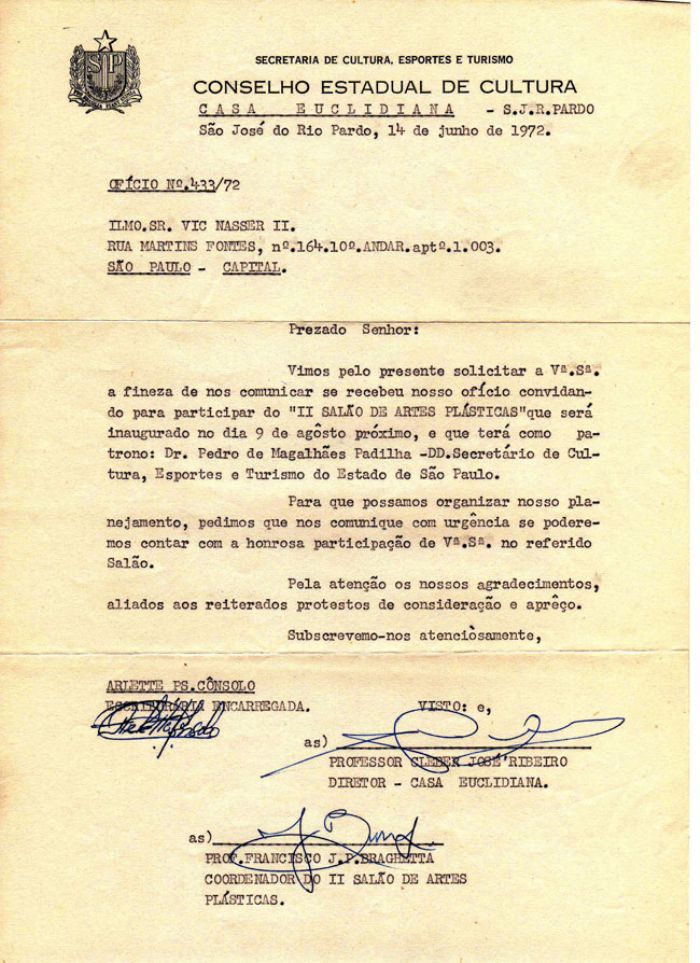 SP
SECRETARIA DE CULTURA, ESPORTES E TURISMO
CONSELHO ESTADUAL DE CULTURA
CASA EUCLIDIANA - S.J.R.PARDO
São José do Rio Pardo, 14 de junho de 1972.
OFÍCIO Nº.433/72
ILMO.SR. VIC NASSER II.
RUA MARTINS FONTES, nº.164.10º.ANDAR.aptº.1.003.
SÃO PAULO - CAPITAL.
Prezado Senhor:
Vimos pelo presente solicitar a Vª.Sª.
a fineza de nos comunicar se recebeu nosso ofício convidan-
do para participar do "II SALÃO DE ARTES PLÁSTICAS"que será
inaugurado no dia 9 de agôsto próximo, e que terá como pa-
trono: Dr. Pedro de Magalhães Padilha -DD.Secretário de Cul-
tura, Esportes e Turismo do Estado de São Paulo.
Para que possamos organizar nosso pla-
nejamento, pedimos que nos comunique com urgência se podere-
mos contar com a honrosa participação de Vª.Sª. no referido
Salão.
Pela atenção os nossos agradecimentos,
aliados aos reiterados protestos de consideração e aprêço.
Subscrevemo-nos atenciòsamente,
ARLETTE PS.CÔNSOLO
ESCRITURÁRIA ENCARREGADA. VISTO: e,
as)
PROFESSOR CLEBER JOSÉ RIBEIRO
DIRETOR - CASA EUCLIDIANA.
as)
PROF.FRANCISCO J.P.BRAGHETTA
COORDENADOR DO II SALÃO DE ARTES
PLÁSTICAS.